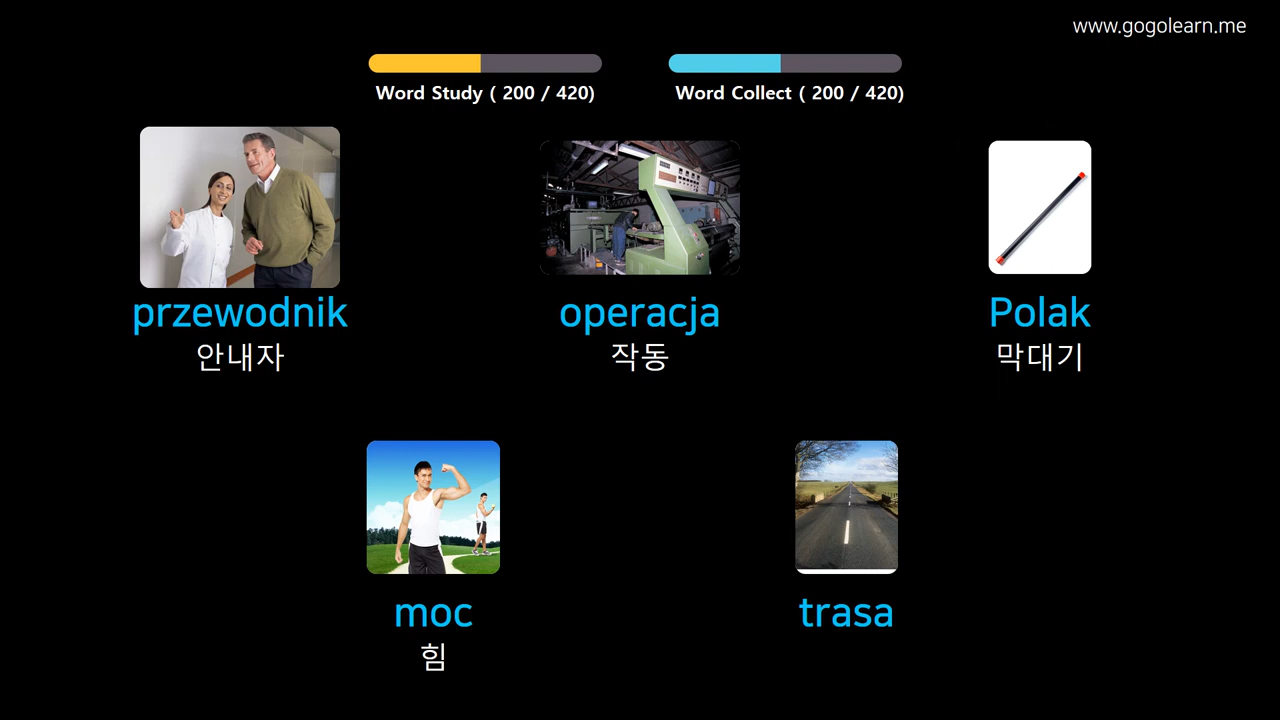 www.gogolearn.me
Word Study ( 200 / 420)
Word Collect ( 200 / 420)
przewodnik
안내자
operacja
작동
Polak
막대기
moc
힘
trasa